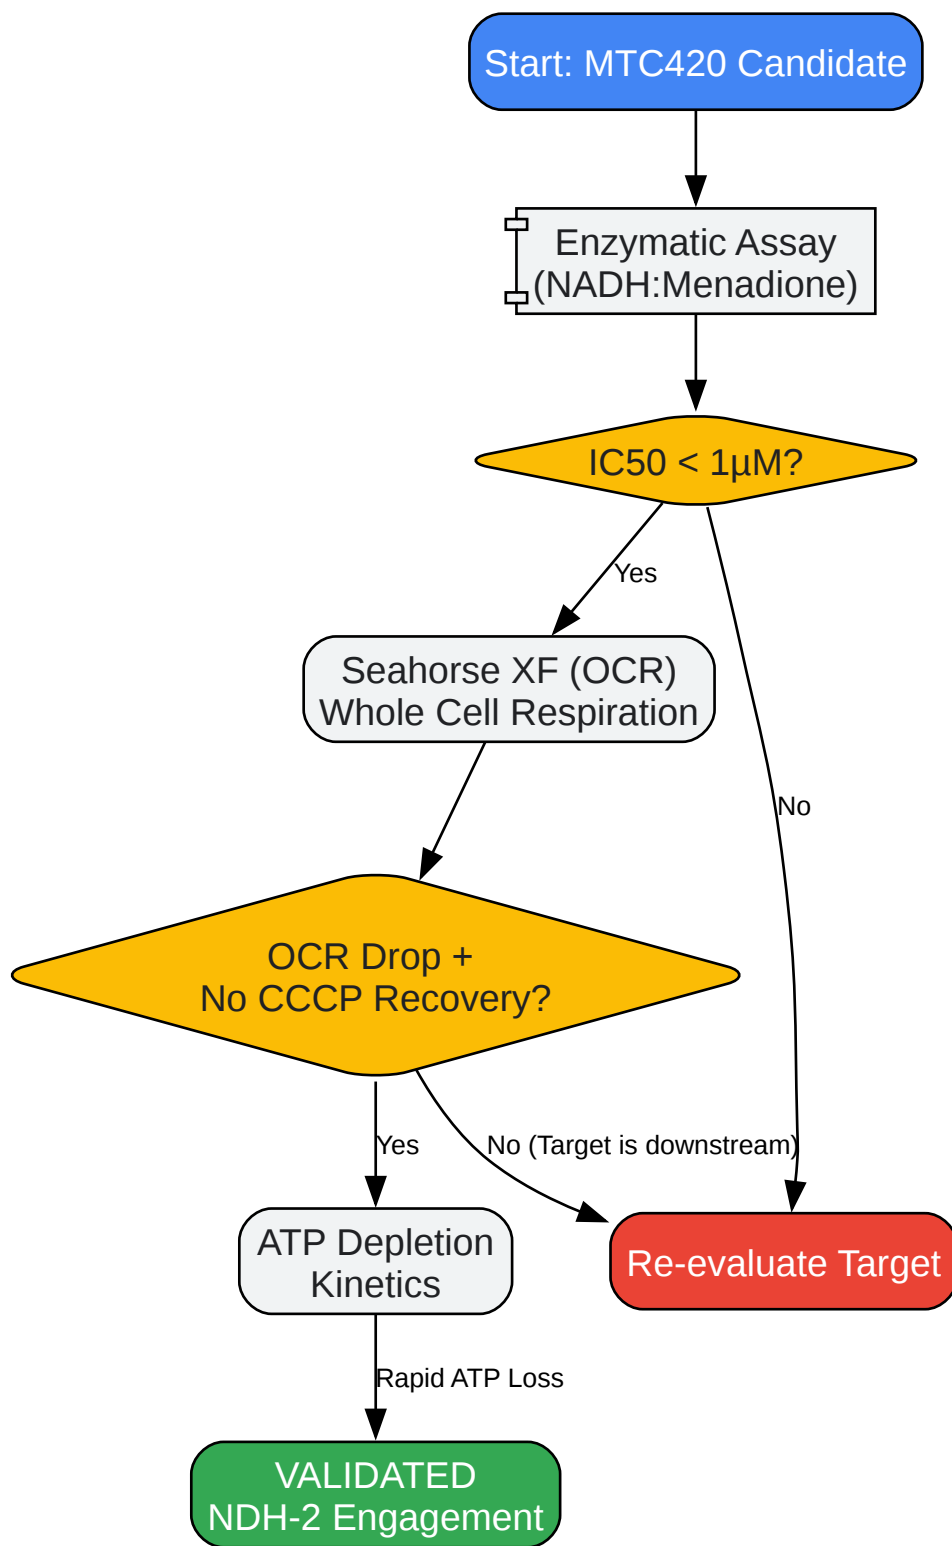 Start: MTC420 Candidate
Enzymatic Assay
(NADH:Menadione)
IC50 < 1µM?
Yes
No
Seahorse XF (OCR)
Whole Cell Respiration
OCR Drop +
No CCCP Recovery?
Yes
No (Target is downstream)
ATP Depletion
Kinetics
Re-evaluate Target
Rapid ATP Loss
VALIDATED
NDH-2 Engagement